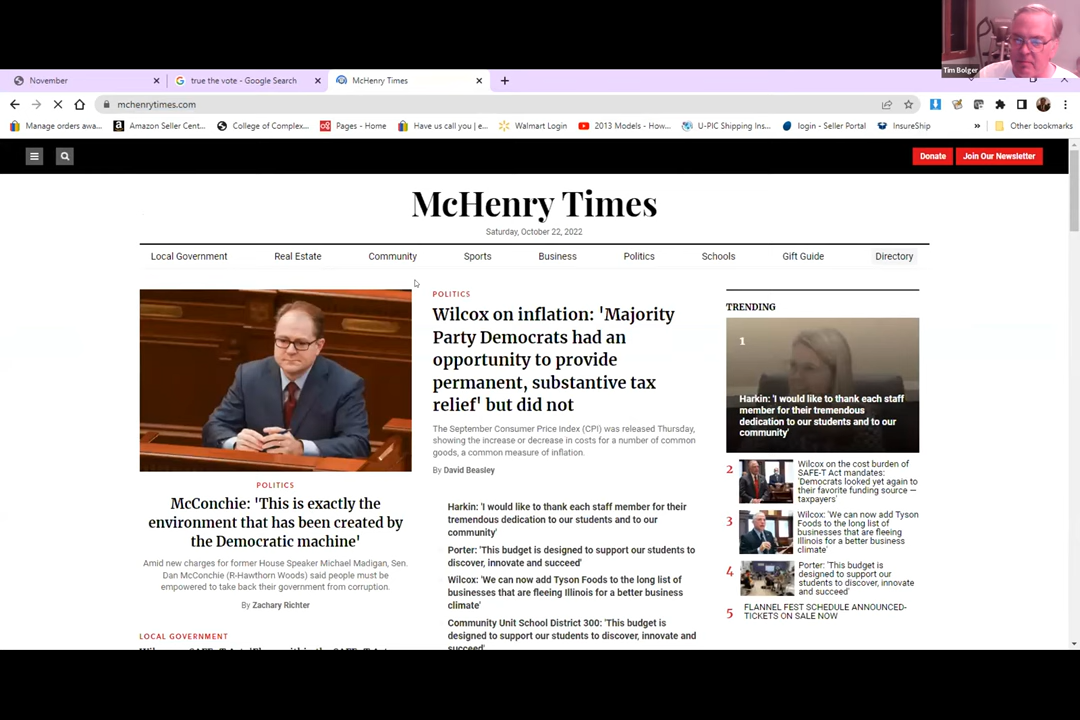 Tim Bolger
November
true the vote - Google Search
McHenry Times
mchenrytimes.com
Manage orders awa...
Amazon Seller Cent...
College of Complex...
Pages - Home
Have us call you | e...
Walmart Login
2013 Models - How...
U-PIC Shipping Ins...
login - Seller Portal
InsureShip
Other bookmarks
Donate
Join Our Newsletter
McHenry Times
Saturday, October 22, 2022
Local Government
Real Estate
Community
Sports
Business
Politics
Schools
Gift Guide
Directory
POLITICS
McConchie: 'This is exactly the
environment that has been created by
the Democratic machine'
Amid new charges for former House Speaker Michael Madigan, Sen.
Dan McConchie (R-Hawthorn Woods) said people must be
empowered to take back their government from corruption.
By Zachary Richter
LOCAL GOVERNMENT
POLITICS
Wilcox on inflation: 'Majority
Party Democrats had an
opportunity to provide
permanent, substantive tax
relief' but did not
The September Consumer Price Index (CPI) was released Thursday,
showing the increase or decrease in costs for a number of common
goods, a common measure of inflation.
By David Beasley
Harkin: 'I would like to thank each staff member for their
tremendous dedication to our students and to our
community'
Porter: 'This budget is designed to support our students to
discover, innovate and succeed'
Wilcox: 'We can now add Tyson Foods to the long list of
businesses that are fleeing Illinois for a better business
climate'
Community Unit School District 300: 'This budget is
designed to support our students to discover, innovate and
succeed'
TRENDING
1
Harkin: 'I would like to thank each staff
member for their tremendous
dedication to our students and to our
community'
2
Wilcox on the cost burden of
SAFE-T Act mandates:
'Democrats looked yet again to
their favorite funding source —
taxpayers'
3
Wilcox: 'We can now add Tyson
Foods to the long list of
businesses that are fleeing
Illinois for a better business
climate'
4
Porter: 'This budget is
designed to support our
students to discover, innovate
and succeed'
5
FLANNEL FEST SCHEDULE ANNOUNCED-
TICKETS ON SALE NOW